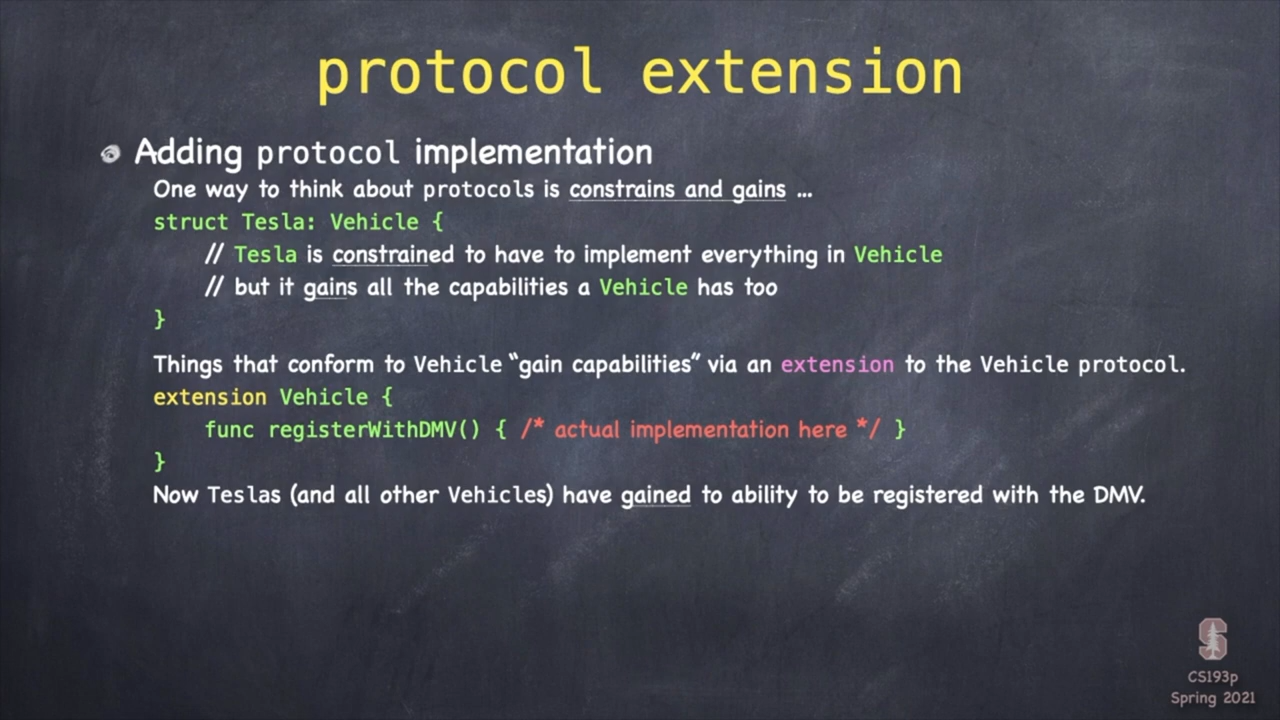 protocol extension
Adding protocol implementation
One way to think about protocols is constrains and gains ...
struct Tesla: Vehicle {
// Tesla is constrained to have to implement everything in Vehicle
// but it gains all the capabilities a Vehicle has too
}
Things that conform to Vehicle “gain capabilities” via an extension to the Vehicle protocol.
extension Vehicle {
func registerWithDMV() { /* actual implementation here */ }
}
Now Teslas (and all other Vehicles) have gained to ability to be registered with the DMV.
S
CS193p
Spring 2021